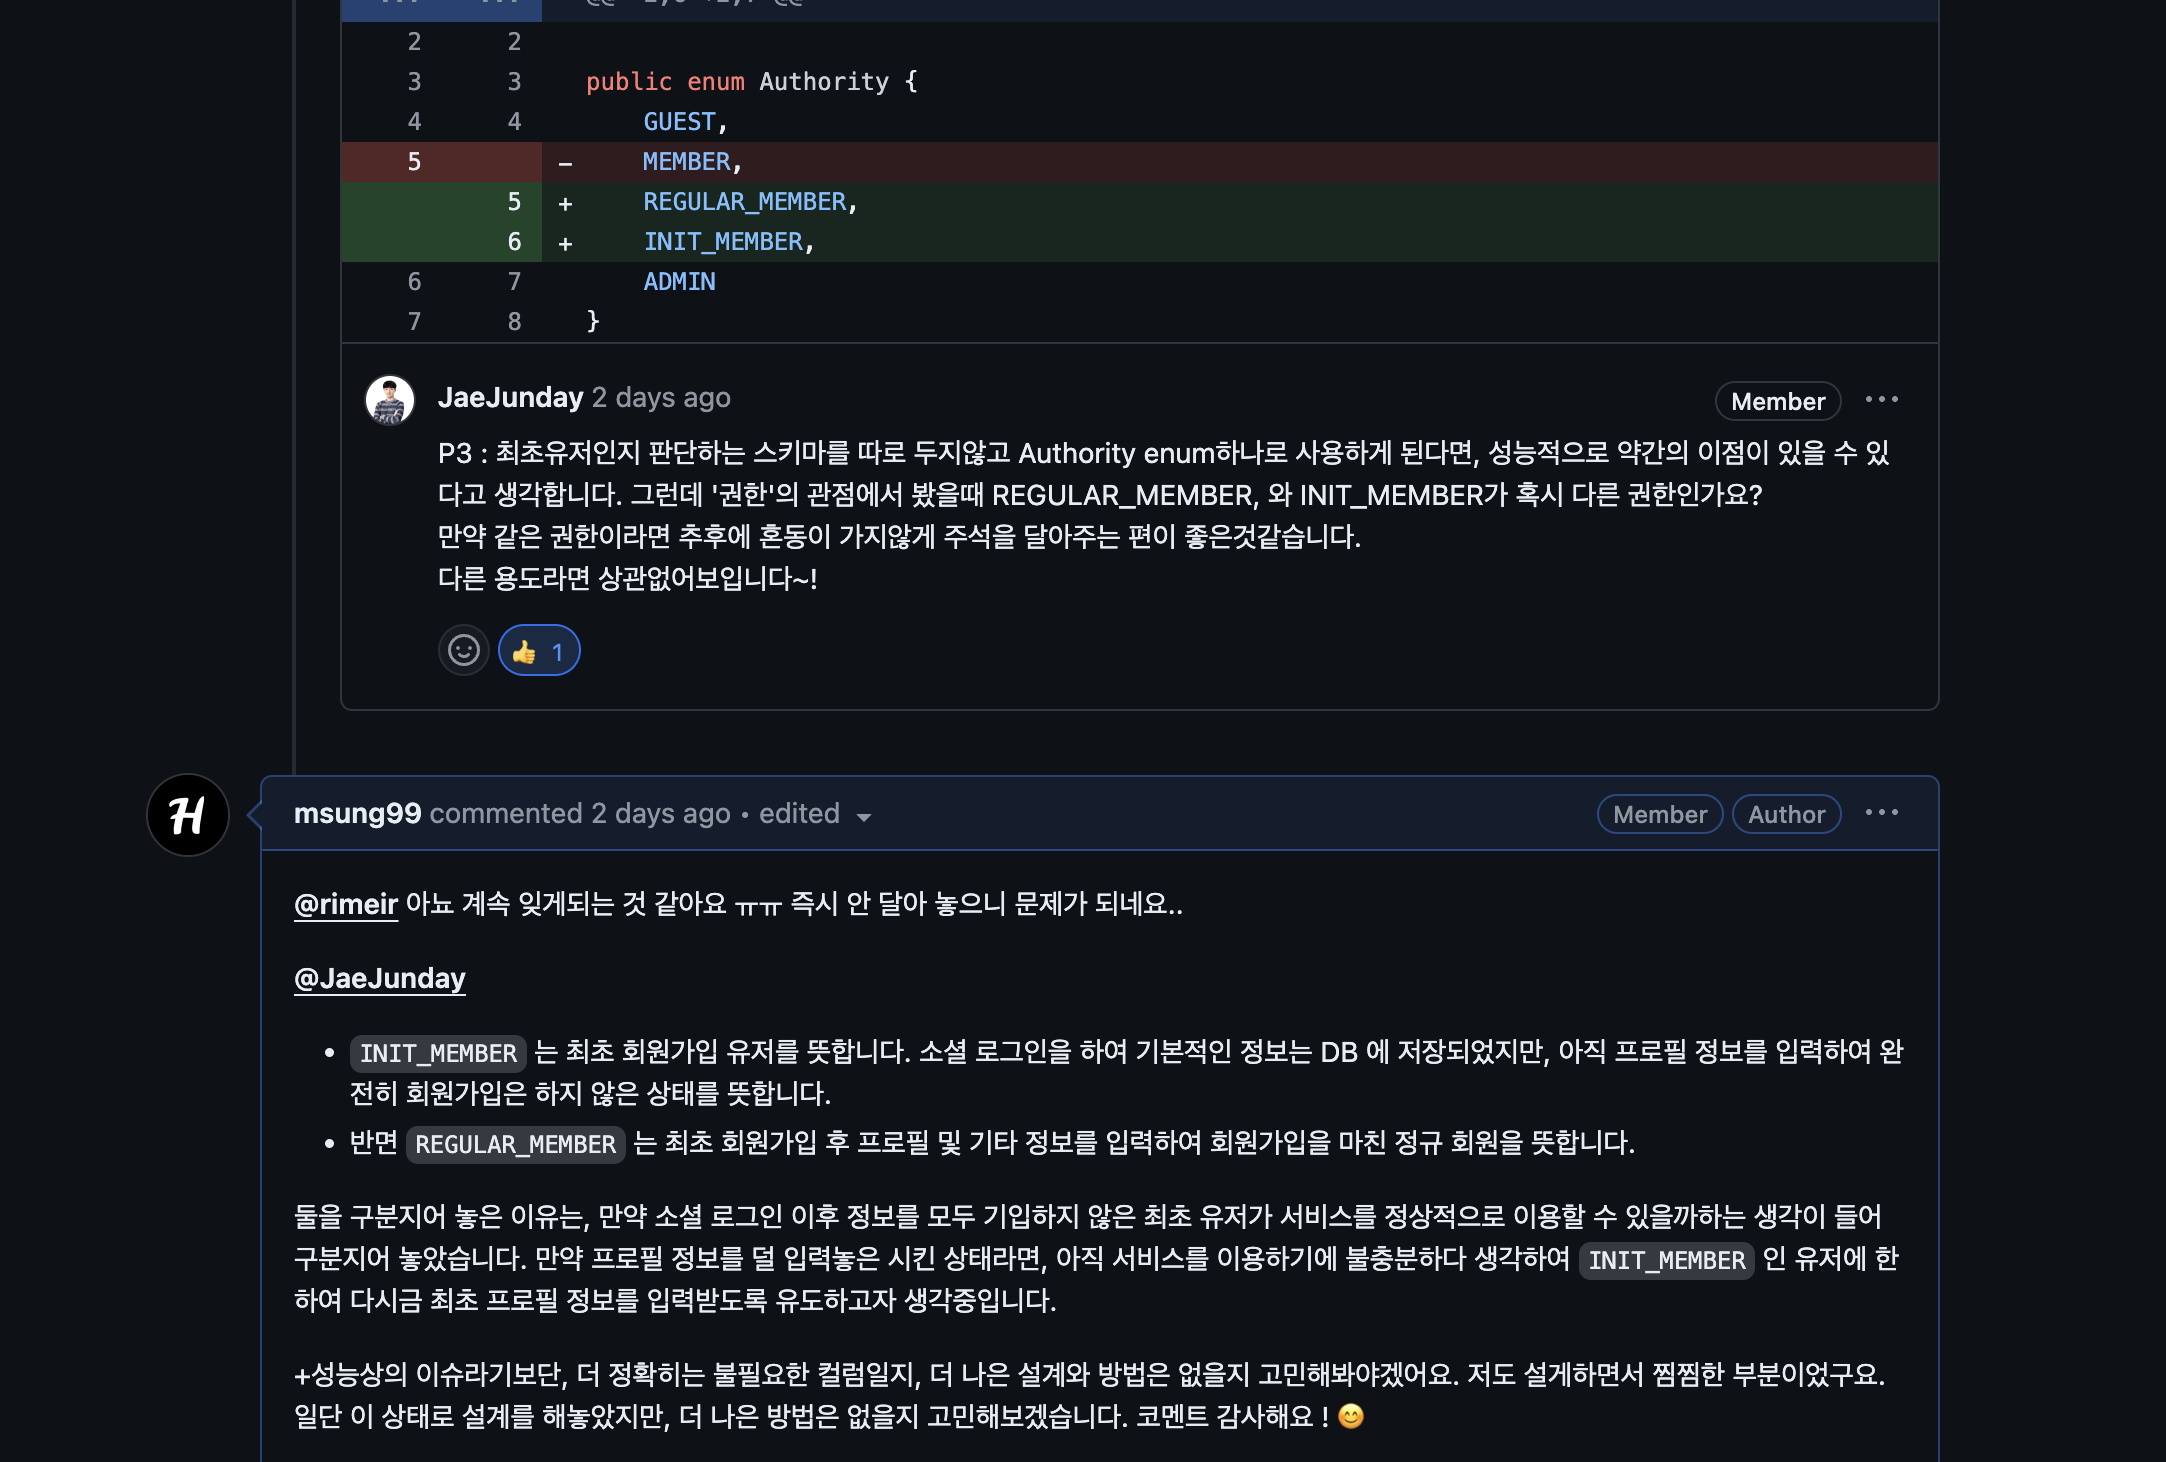 2 2
3 3 public enum Authority {
4 4 GUEST,
5 - MEMBER,
5 + REGULAR_MEMBER,
6 + INIT_MEMBER,
6 7 ADMIN
7 8 }
JaeJunday 2 days ago Member
P3 : 최초유저인지 판단하는 스키마를 따로 두지않고 Authority enum하나로 사용하게 된다면, 성능적으로 약간의 이점이 있을 수 있
다고 생각합니다. 그런데 '권한'의 관점에서 봤을때 REGULAR_MEMBER, 와 INIT_MEMBER가 혹시 다른 권한인가요?
만약 같은 권한이라면 추후에 혼동이 가지않게 주석을 달아주는 편이 좋은것같습니다.
다른 용도라면 상관없어보입니다~!
👍 1
H
msung99 commented 2 days ago • edited Member Author
@rimeir 아뇨 계속 잊게되는 것 같아요 ㅠㅠ 즉시 안 달아 놓으니 문제가 되네요..
@JaeJunday
• INIT_MEMBER 는 최초 회원가입 유저를 뜻합니다. 소셜 로그인을 하여 기본적인 정보는 DB 에 저장되었지만, 아직 프로필 정보를 입력하여 완
전히 회원가입은 하지 않은 상태를 뜻합니다.
• 반면 REGULAR_MEMBER 는 최초 회원가입 후 프로필 및 기타 정보를 입력하여 회원가입을 마친 정규 회원을 뜻합니다.
둘을 구분지어 놓은 이유는, 만약 소셜 로그인 이후 정보를 모두 기입하지 않은 최초 유저가 서비스를 정상적으로 이용할 수 있을까하는 생각이 들어
구분지어 놓았습니다. 만약 프로필 정보를 덜 입력놓은 시킨 상태라면, 아직 서비스를 이용하기에 불충분하다 생각하여 INIT_MEMBER 인 유저에 한
하여 다시금 최초 프로필 정보를 입력받도록 유도하고자 생각중입니다.
+성능상의 이슈라기보단, 더 정확히는 불필요한 컬럼일지, 더 나은 설계와 방법은 없을지 고민해봐야겠어요. 저도 설게하면서 찜찜한 부분이었구요.
일단 이 상태로 설계를 해놓았지만, 더 나은 방법은 없을지 고민해보겠습니다. 코멘트 감사해요 ! 😊